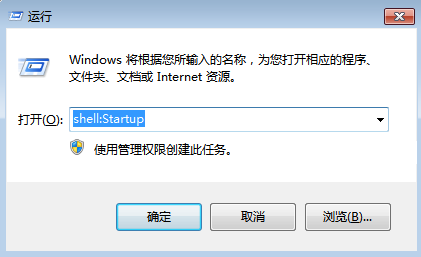 运行
Windows 将根据您所输入的名称，为您打开相应的程序、
文件夹、文档或 Internet 资源。
打开(O): shell:Startup
使用管理权限创建此任务。
确定 取消 浏览(B)...